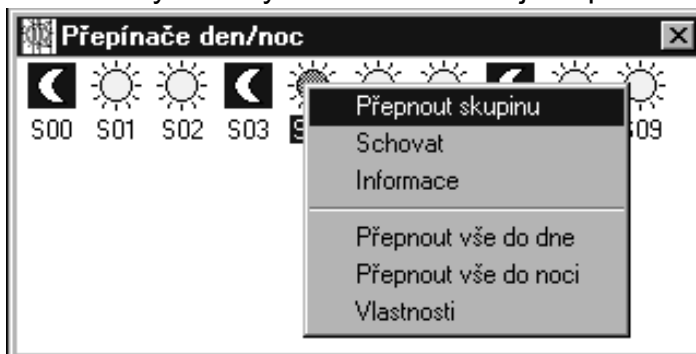 Přepínače den/noc
S00 S01 S02 S03
Přepnout skupinu
Schovat
Informace
Přepnout vše do dne
Přepnout vše do noci
Vlastnosti